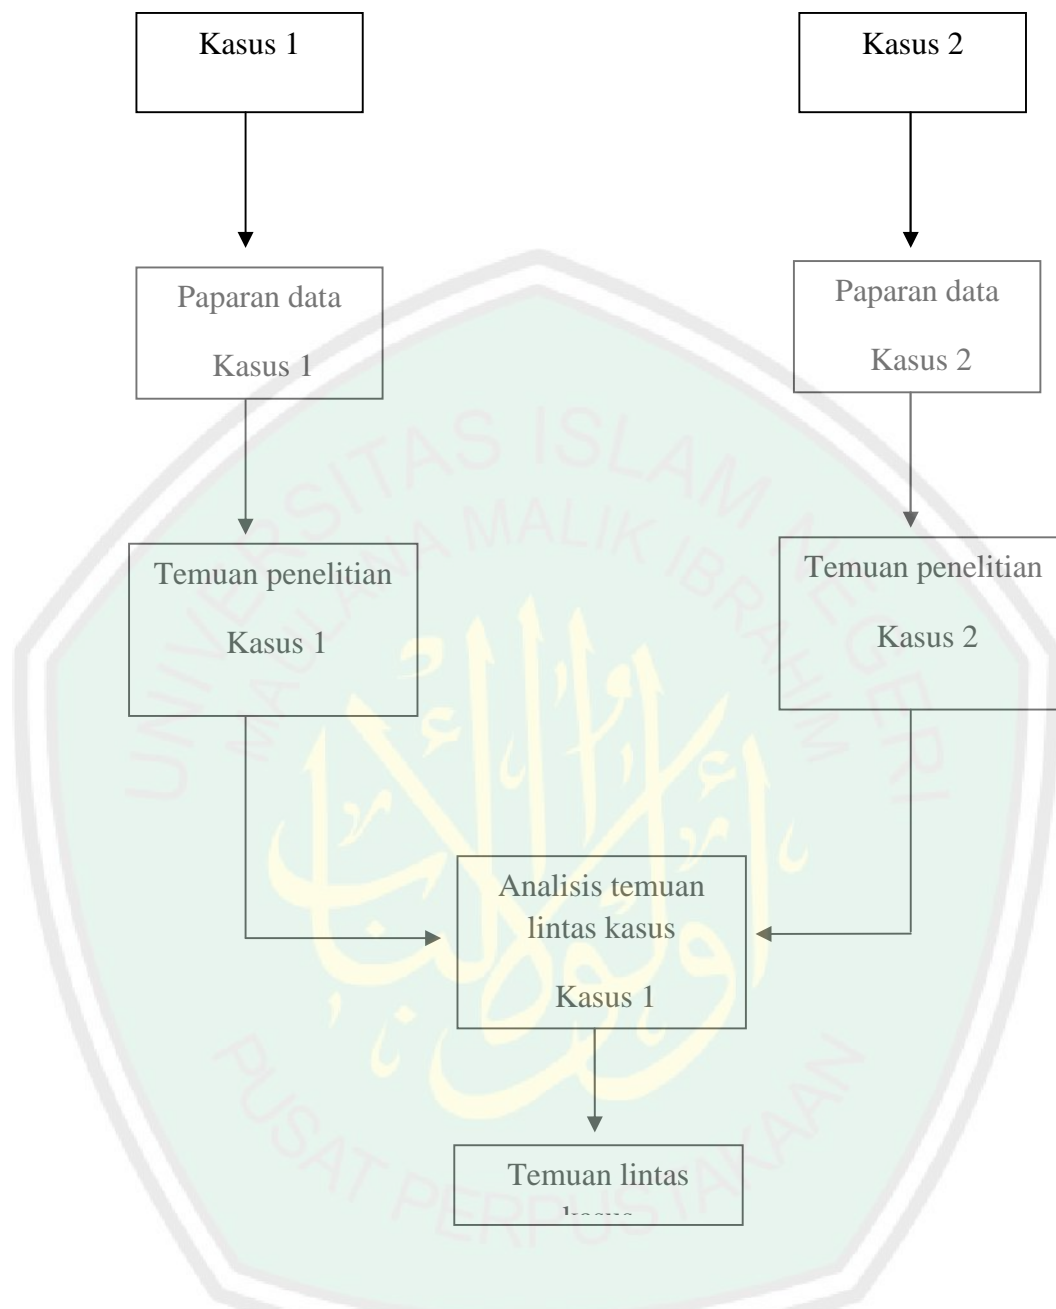 Kasus 1
Kasus 2
Paparan data
Kasus 1
Paparan data
Kasus 2
Temuan penelitian
Kasus 1
Temuan penelitian
Kasus 2
Analisis temuan
lintas kasus
Kasus 1
Temuan lintas
kasus
UNIVERSITAS ISLAM NEGERI
MAULANA MALIK IBRAHIM
PUSAT PERPUSTAKAAN